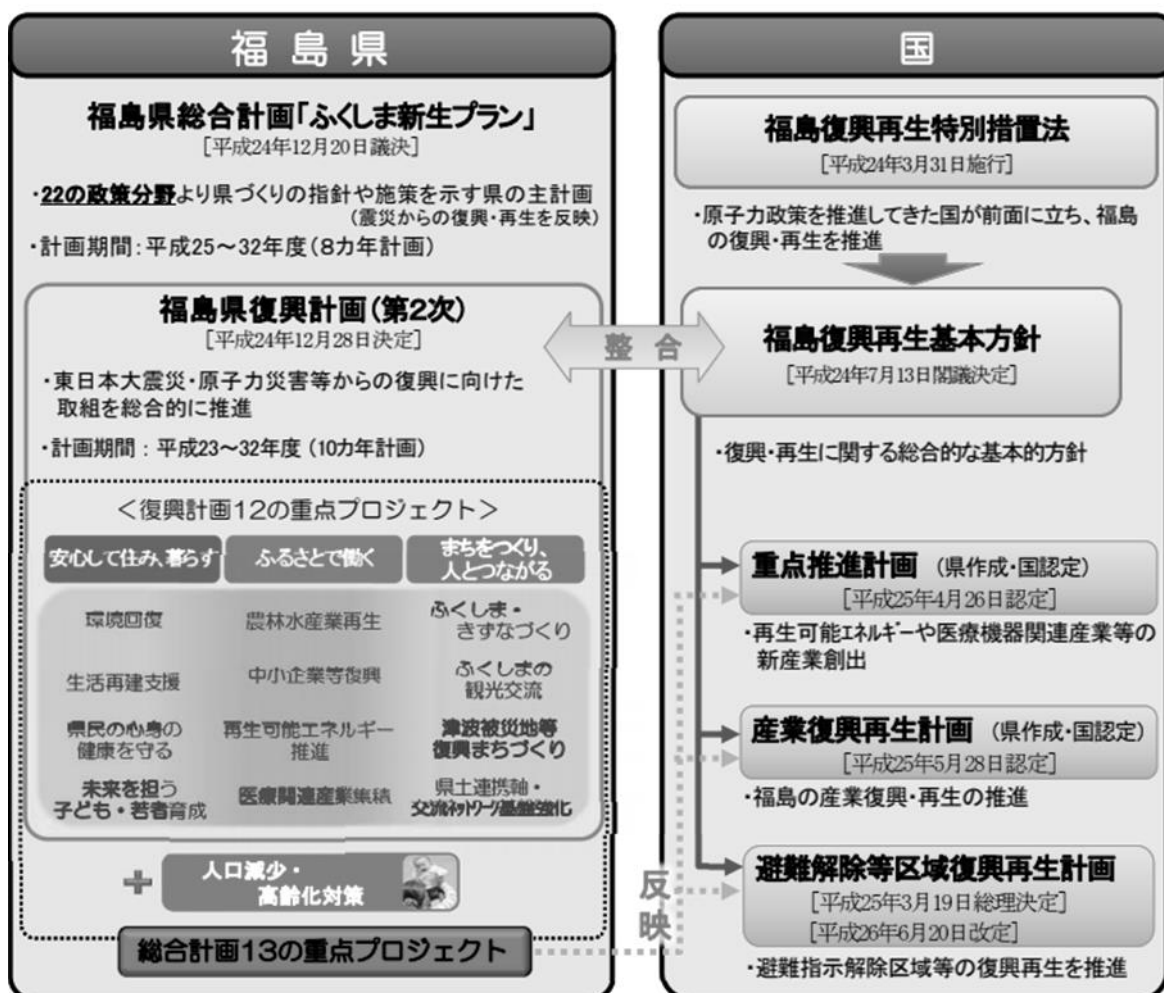 福島県
福島県総合計画「ふくしま新生プラン」
[平成24年12月20日議決]
・22の政策分野より県づくりの指針や施策を示す県の主計画
(震災からの復興・再生を反映)
・計画期間：平成25～32年度（8カ年計画）
福島県復興計画（第2次）
[平成24年12月28日決定]
・東日本大震災・原子力災害等からの復興に向けた
取組を総合的に推進
・計画期間：平成23～32年度（10カ年計画）
＜復興計画12の重点プロジェクト＞
安心して住み、暮らす
環境回復
生活再建支援
県民の心身の
健康を守る
未来を担う
子ども・若者育成
ふるさとで働く
農林水産業再生
中小企業等復興
再生可能エネルギー
推進
医療関連産業集積
まちをつくり、
人とつながる
ふくしま・
きずなづくり
ふくしまの
観光交流
津波被災地等
復興まちづくり
県土連携軸・
交流ネットワーク基盤強化
＋
人口減少・
高齢化対策
総合計画13の重点プロジェクト
整合
反映
国
福島復興再生特別措置法
[平成24年3月31日施行]
・原子力政策を推進してきた国が前面に立ち、福島
の復興・再生を推進
福島復興再生基本方針
[平成24年7月13日閣議決定]
・復興・再生に関する総合的な基本的方針
重点推進計画（県作成・国認定）
[平成25年4月26日認定]
・再生可能エネルギーや医療機器関連産業等の
新産業創出
産業復興再生計画（県作成・国認定）
[平成25年5月28日認定]
・福島の産業復興・再生の推進
避難解除等区域復興再生計画
[平成25年3月19日総理決定]
[平成26年6月20日改定]
・避難指示解除区域等の復興再生を推進